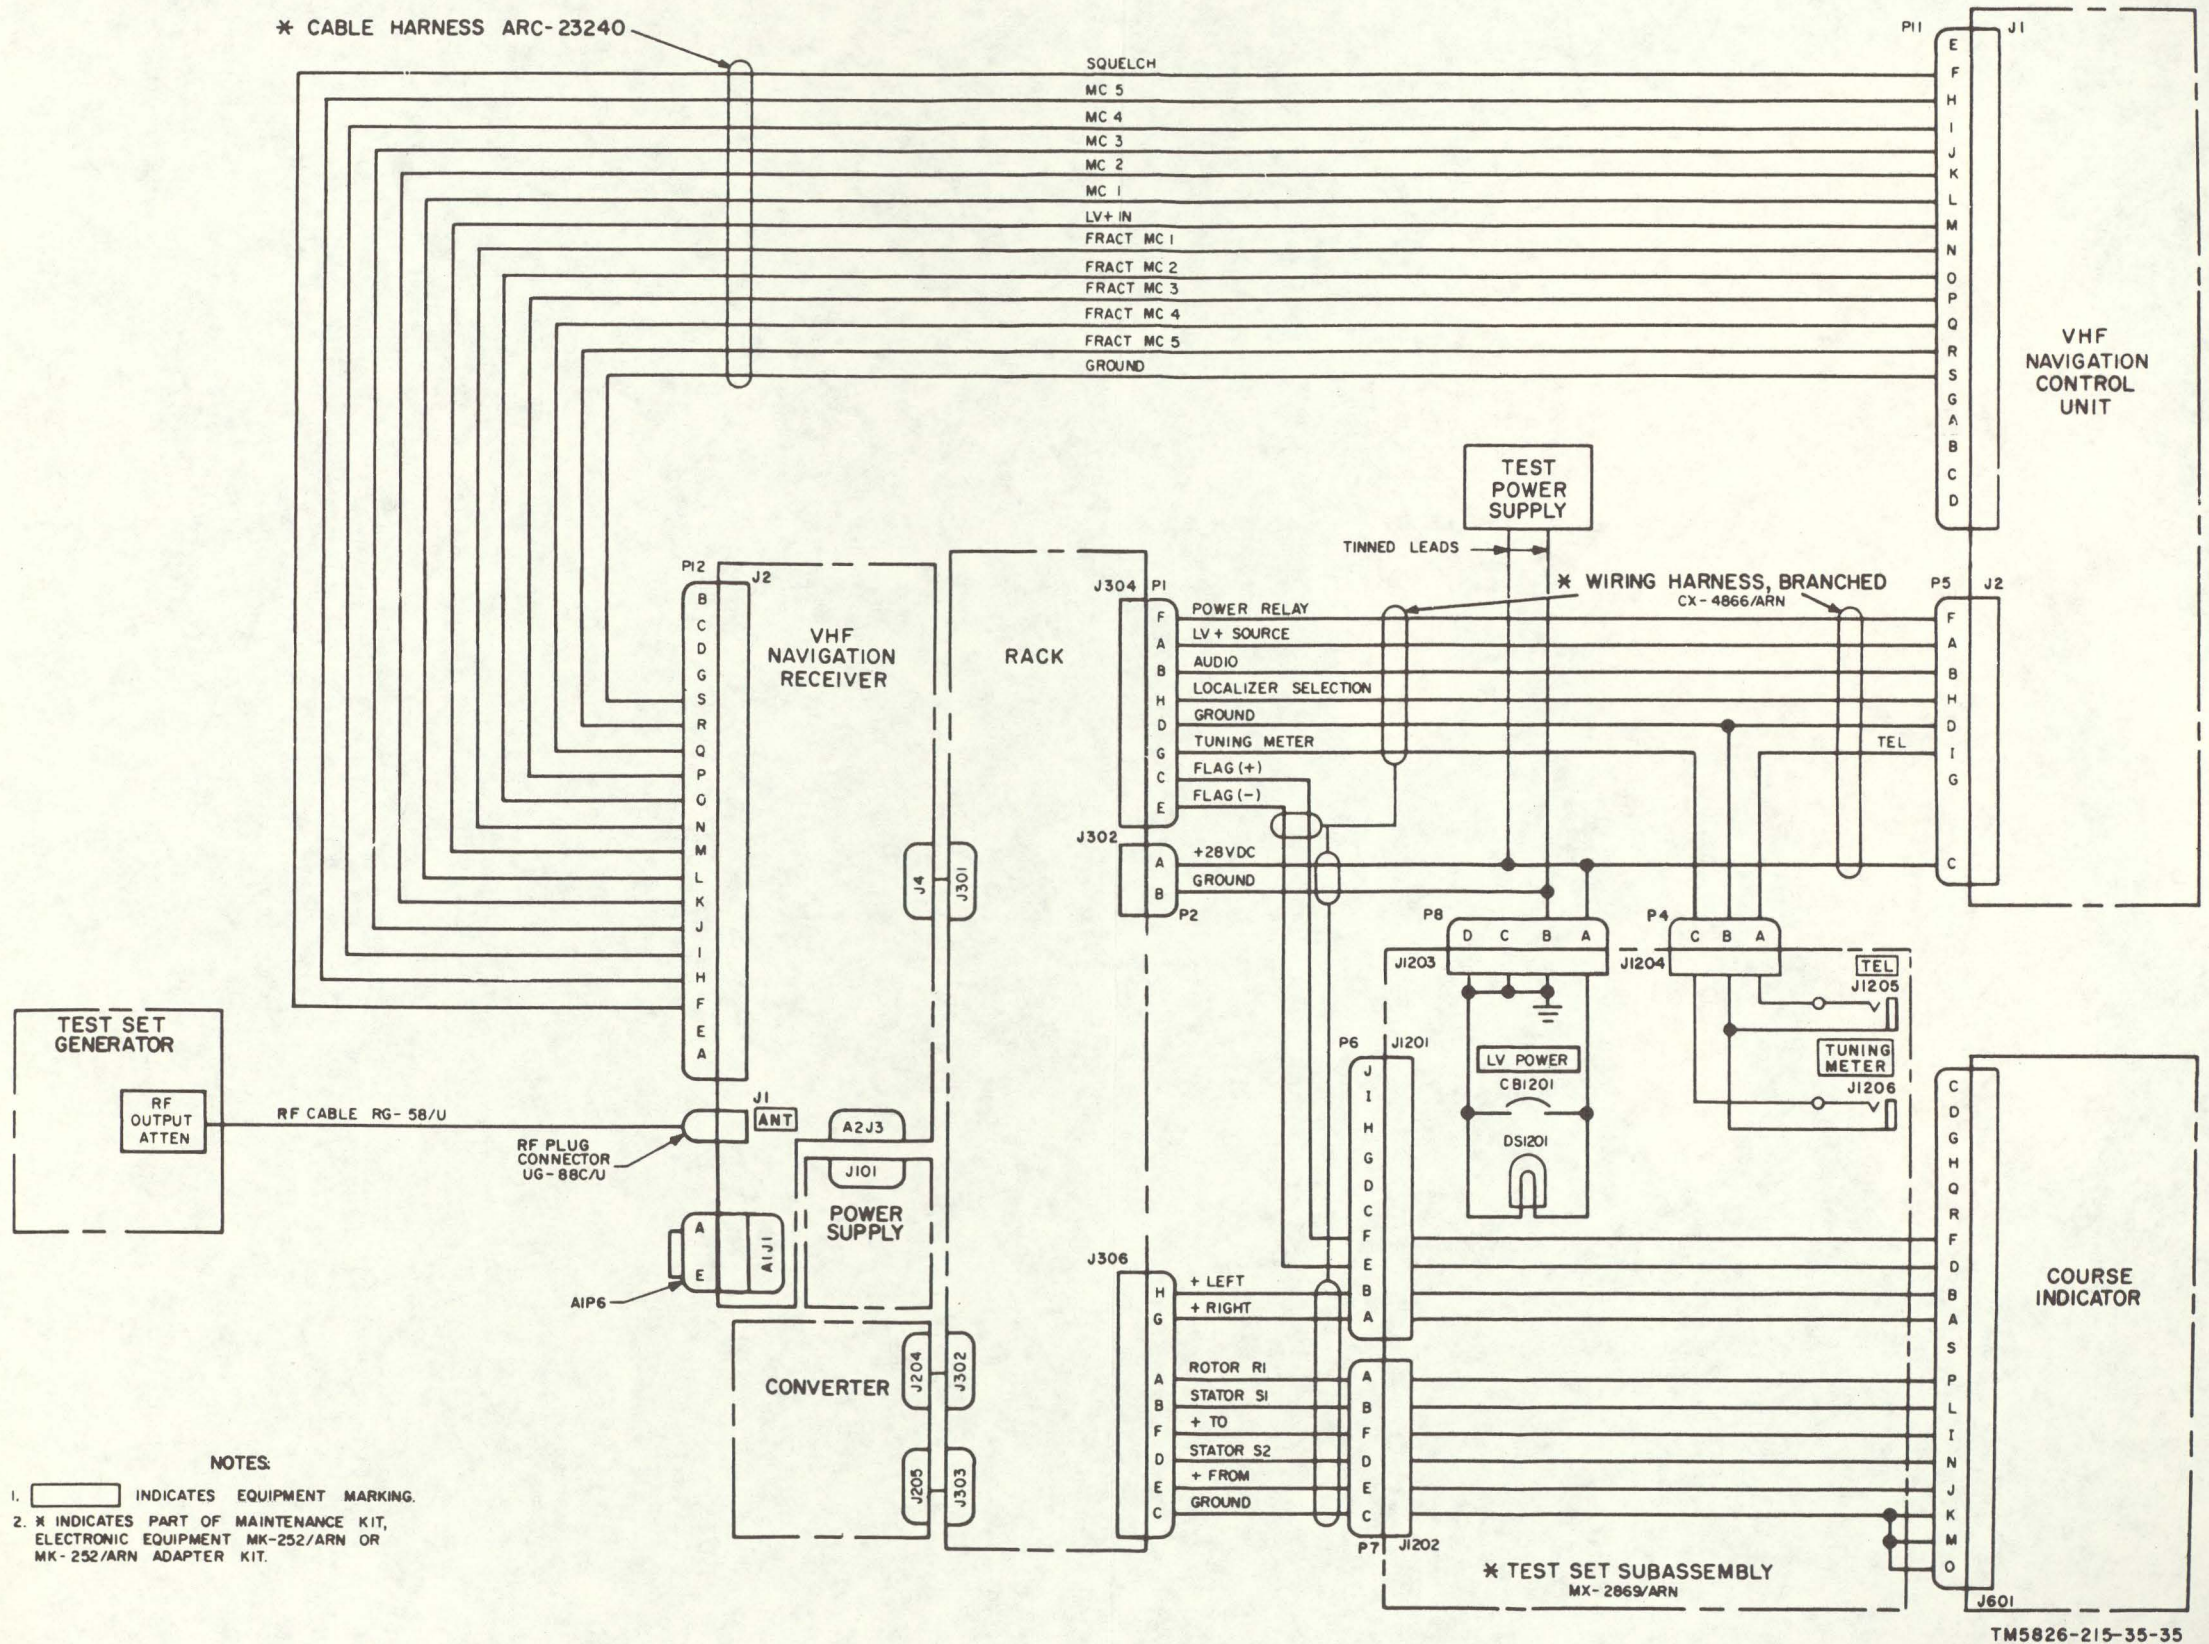 * CABLE HARNESS ARC-23240
SQUELCH
MC 5
MC 4
MC 3
MC 2
MC 1
LV+ IN
FRACT MC 1
FRACT MC 2
FRACT MC 3
FRACT MC 4
FRACT MC 5
GROUND
P11
J1
E
F
H
I
J
K
L
M
N
O
P
Q
R
S
G
A
B
C
D
VHF
NAVIGATION
CONTROL
UNIT
TEST
POWER
SUPPLY
TINNED LEADS
* WIRING HARNESS, BRANCHED
CX-4866/ARN
P5
J2
F
A
B
H
D
I
G
C
TEL
P12
J2
B
C
D
G
S
R
Q
P
O
N
M
L
K
J
I
H
F
E
A
VHF
NAVIGATION
RECEIVER
RACK
J304
P1
F
A
B
H
D
G
C
E
POWER RELAY
LV+ SOURCE
AUDIO
LOCALIZER SELECTION
GROUND
TUNING METER
FLAG (+)
FLAG (-)
J302
A
B
P2
+28VDC
GROUND
J4
J301
P8
D C B A
J1203
P4
C B A
J1204
TEL
J1205
TUNING
METER
J1206
LV POWER
CB1201
DS1201
TEST SET
GENERATOR
RF
OUTPUT
ATTEN
RF CABLE RG-58/U
RF PLUG
CONNECTOR
UG-88C/U
J1
ANT
A2J3
J101
POWER
SUPPLY
A
E
A1J1
A1P6
P6
J1201
J
I
H
G
D
C
F
E
B
A
J306
H
G
A
B
F
D
E
C
+ LEFT
+ RIGHT
ROTOR R1
STATOR S1
+ TO
STATOR S2
+ FROM
GROUND
A
B
F
D
E
C
P7
J1202
CONVERTER
J204
J302
J205
J303
C
D
G
H
Q
R
F
D
B
A
S
P
L
I
N
J
K
M
O
J601
COURSE
INDICATOR
* TEST SET SUBASSEMBLY
MX-2869/ARN
NOTES:
1. INDICATES EQUIPMENT MARKING.
2. * INDICATES PART OF MAINTENANCE KIT,
ELECTRONIC EQUIPMENT MK-252/ARN OR
MK-252/ARN ADAPTER KIT.
TM5826-215-35-35